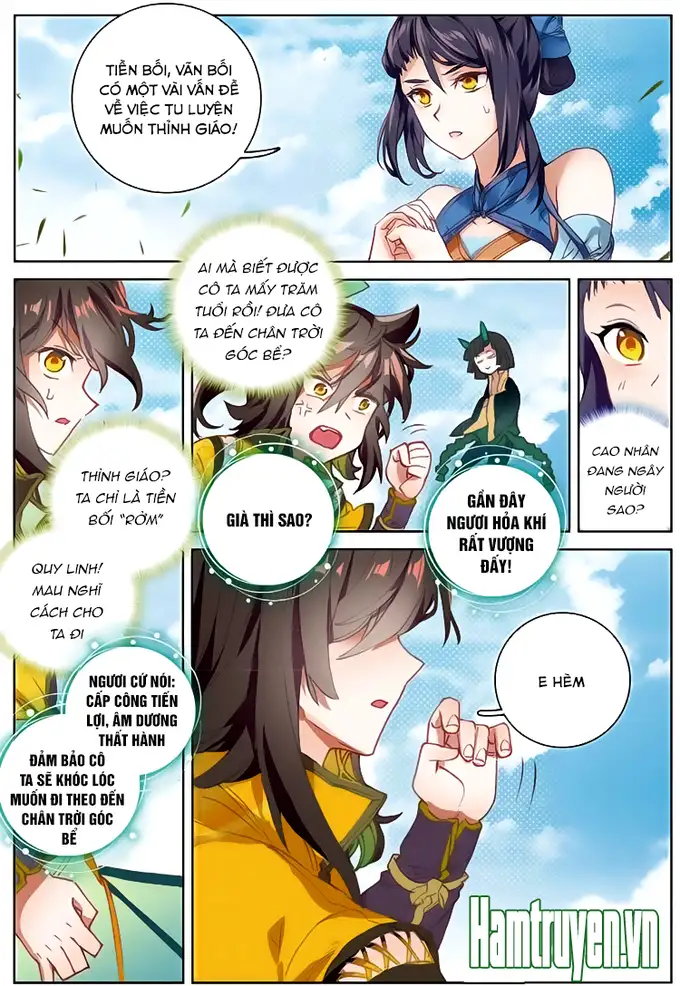 TIỀN BỐI, VÃN BỐI
CÓ MỘT VÀI VẤN ĐỀ
VỀ VIỆC TU LUYỆN
MUỐN THỈNH GIÁO!
THỈNH GIÁO?
TA CHỈ LÀ TIỀN
BỐI "RỞM"
QUY LINH!
MAU NGHĨ
CÁCH CHO
TA ĐI
NGƯƠI CỨ NÓI:
CẤP CÔNG TIẾN
LỢI, ÂM DƯƠNG
THẤT HÀNH
ĐẢM BẢO CÔ
TA SẼ KHÓC LÓC
MUỐN ĐI THEO ĐẾN
CHÂN TRỜI GÓC
BỂ
AI MÀ BIẾT ĐƯỢC
CÔ TA MẤY TRĂM
TUỔI RỒI! ĐƯA CÔ
TA ĐẾN CHÂN TRỜI
GÓC BỂ?
GIÀ THÌ SAO?
GẦN ĐÂY
NGƯƠI HỎA KHÍ
RẤT VƯỢNG
ĐẤY!
CAO NHÂN
ĐANG NGÂY
NGƯỜI
SAO?
E HÈM
Hamtruyen.vn